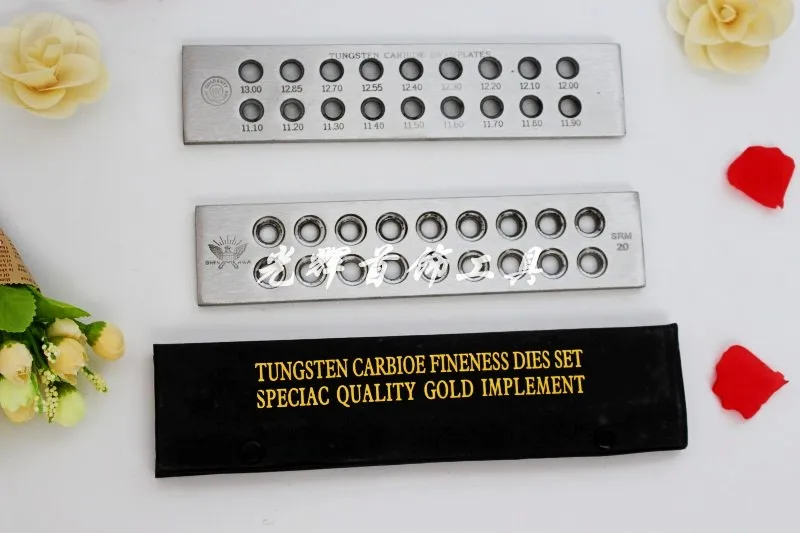 TUNGSTEN CARBIDE DRAWPLATES
13.00 12.85 12.70 12.55 12.40 12.30 12.20 12.10 12.00
11.10 11.20 11.30 11.40 11.50 11.60 11.70 11.80 11.90
SRM
20
光辉首饰工具
TUNGSTEN CARBIOE FINENESS DIES SET
SPECIAC QUALITY GOLD IMPLEMENT